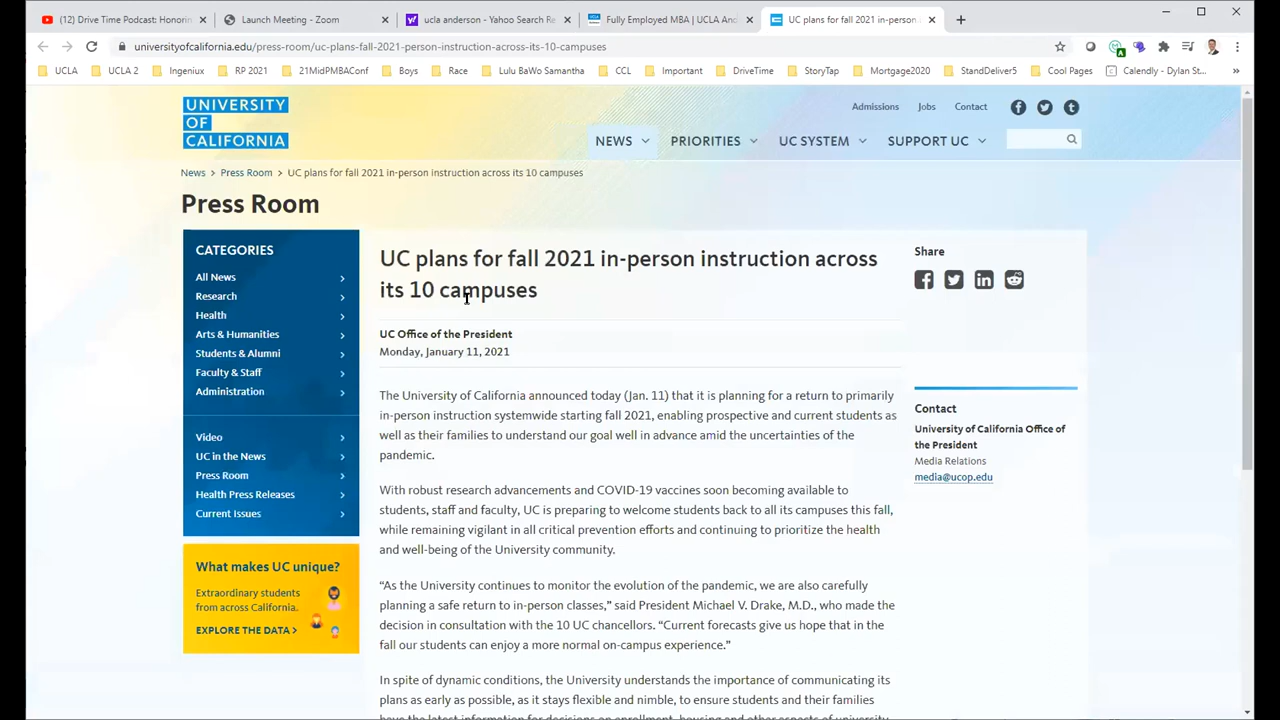 (12) Drive Time Podcast: Honorin
Launch Meeting - Zoom
ucla anderson - Yahoo Search Re
Fully Employed MBA | UCLA An
UC plans for fall 2021 in-person
universityofcalifornia.edu/press-room/uc-plans-fall-2021-person-instruction-across-its-10-campuses
UCLA
UCLA 2
Ingeniux
RP 2021
21MidPMBAConf
Boys
Race
Lulu BaWo Samantha
CCL
Important
DriveTime
StoryTap
Mortgage2020
StandDeliver5
Cool Pages
Calendly - Dylan St...
UNIVERSITY
OF
CALIFORNIA
Admissions
Jobs
Contact
NEWS
PRIORITIES
UC SYSTEM
SUPPORT UC
News > Press Room > UC plans for fall 2021 in-person instruction across its 10 campuses
Press Room
CATEGORIES
All News
Research
Health
Arts & Humanities
Students & Alumni
Faculty & Staff
Administration
Video
UC in the News
Press Room
Health Press Releases
Current Issues
What makes UC unique?
Extraordinary students
from across California.
EXPLORE THE DATA >
UC plans for fall 2021 in-person instruction across
its 10 campuses
UC Office of the President
Monday, January 11, 2021
The University of California announced today (Jan. 11) that it is planning for a return to primarily
in-person instruction systemwide starting fall 2021, enabling prospective and current students as
well as their families to understand our goal well in advance amid the uncertainties of the
pandemic.
With robust research advancements and COVID-19 vaccines soon becoming available to
students, staff and faculty, UC is preparing to welcome students back to all its campuses this fall,
while remaining vigilant in all critical prevention efforts and continuing to prioritize the health
and well-being of the University community.
“As the University continues to monitor the evolution of the pandemic, we are also carefully
planning a safe return to in-person classes,” said President Michael V. Drake, M.D., who made the
decision in consultation with the 10 UC chancellors. “Current forecasts give us hope that in the
fall our students can enjoy a more normal on-campus experience.”
In spite of dynamic conditions, the University understands the importance of communicating its
plans as early as possible, as it stays flexible and nimble, to ensure students and their families
have the latest information for decisions on enrollment, housing and other aspects of university
Share
Contact
University of California Office of
the President
Media Relations
media@ucop.edu